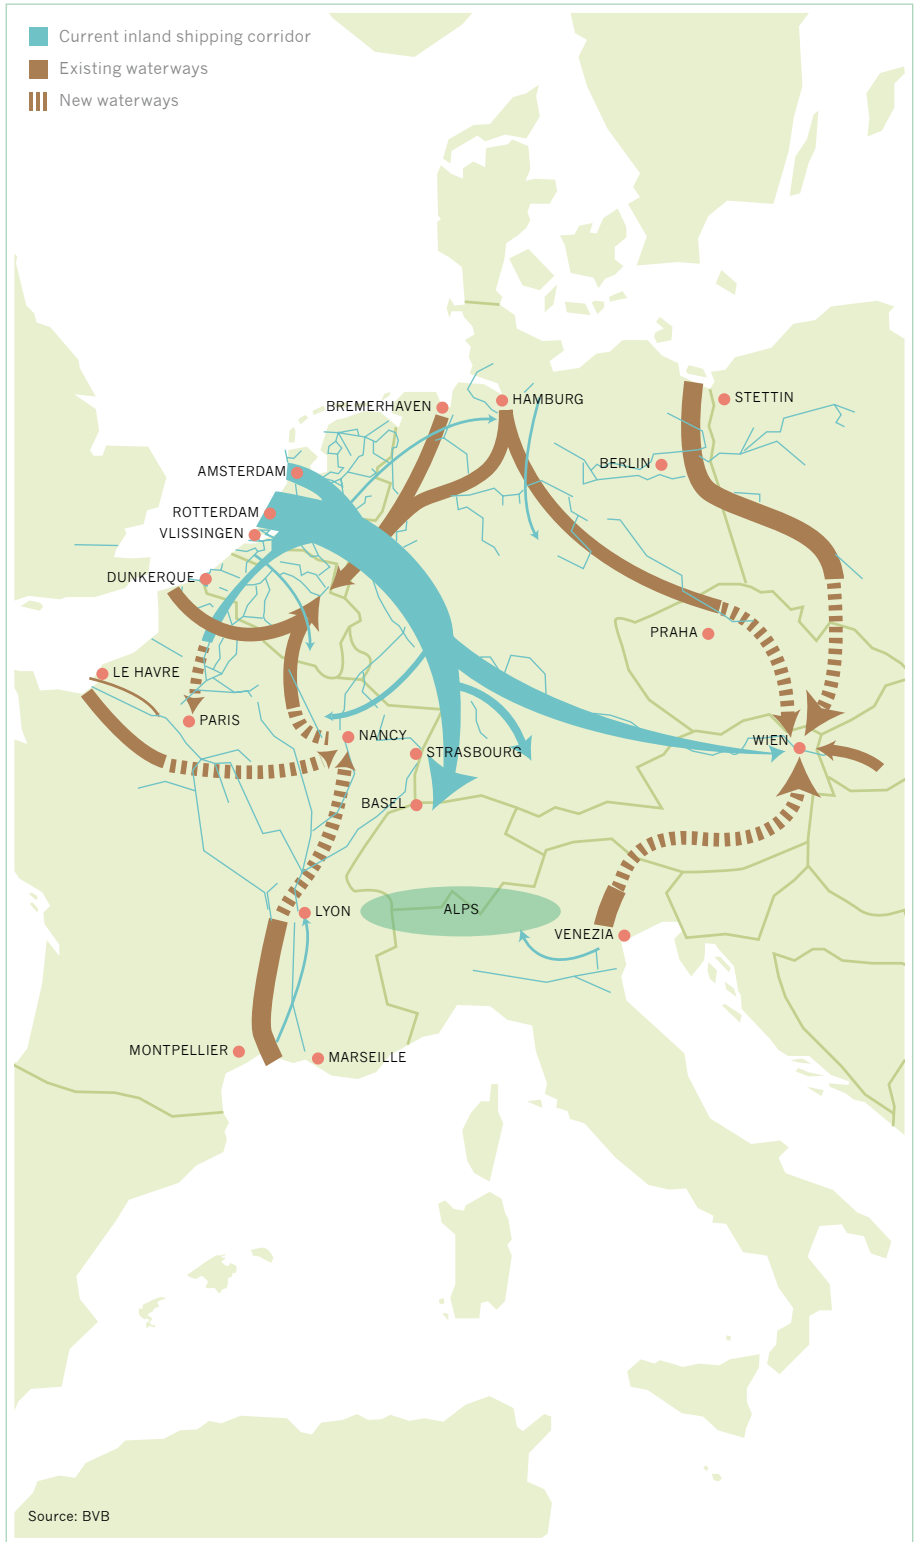 Current inland shipping corridor
Existing waterways
New waterways
STETTIN
HAMBURG
BREMERHAVEN
BERLIN
AMSTERDAM
ROTTERDAM
VLISSINGEN
DUNKERQUE
PRAHA
LE HAVRE
PARIS
NANCY
WIEN
STRASBOURG
BASEL
ALPS
LYON
VENEZIA
MONTPELLIER
MARSEILLE
Source: BVB